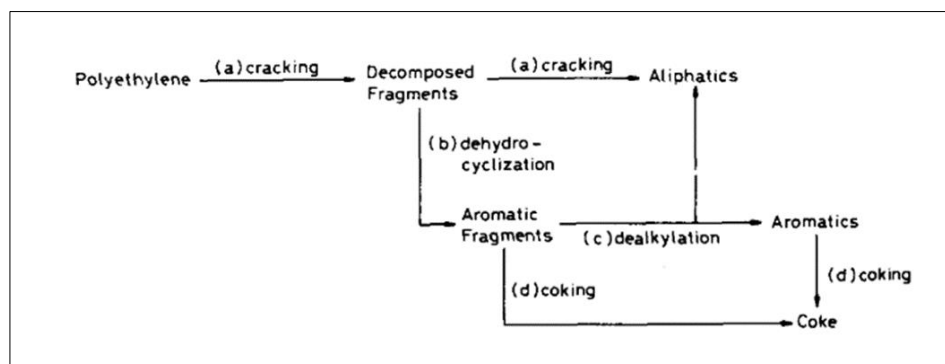 Polyethylene
(a)cracking
Decomposed
Fragments
(a)cracking
Aliphatics
(b)dehydro-
cyclization
Aromatic
Fragments
(c)dealkylation
Aromatics
(d)coking
(d)coking
Coke